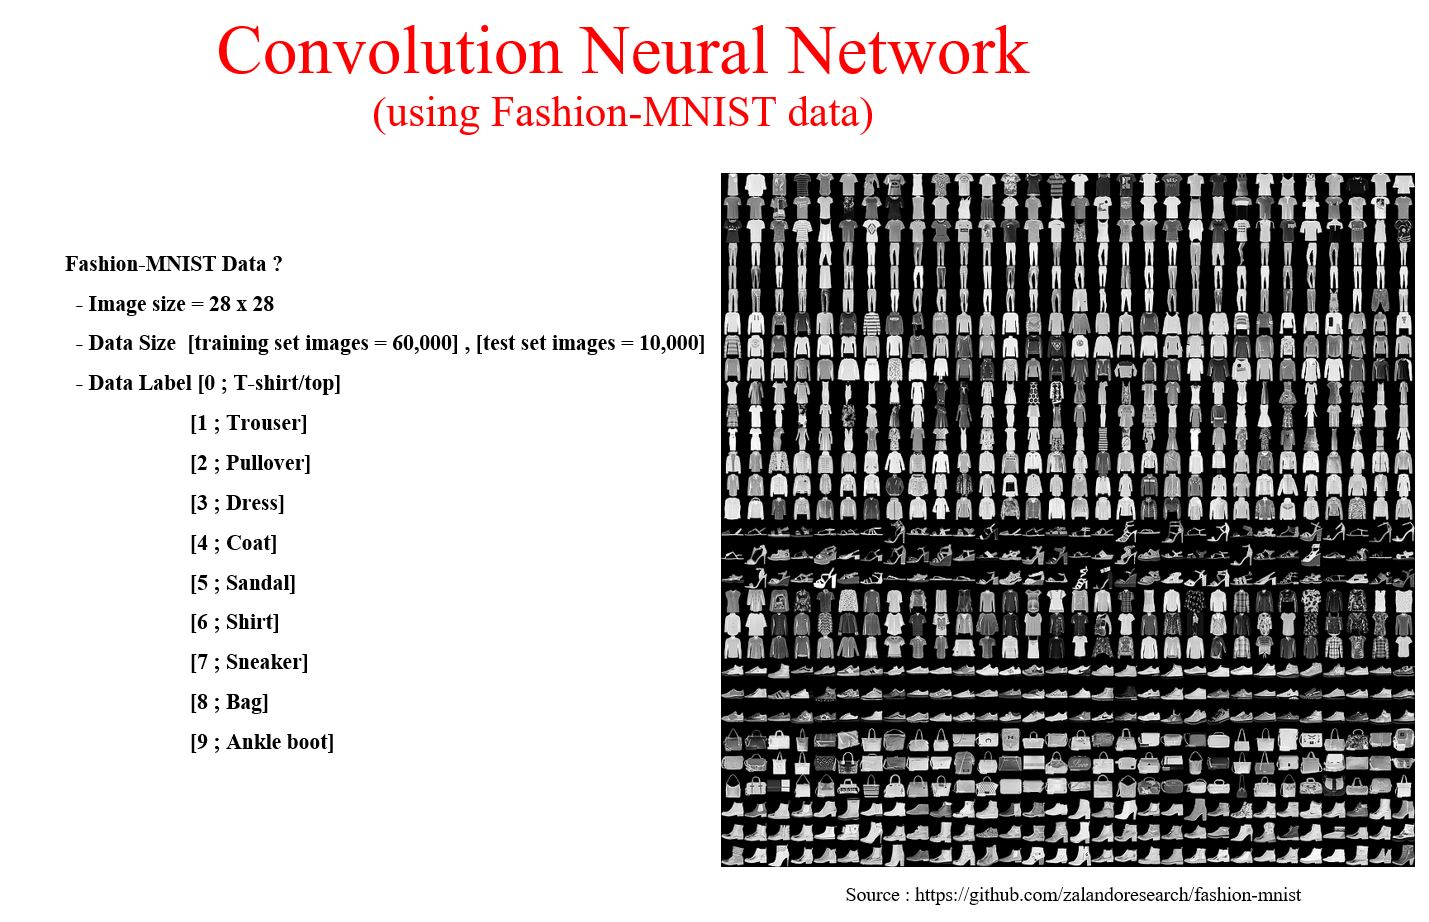 Convolution Neural Network
(using Fashion-MNIST data)
Fashion-MNIST Data ?
- Image size = 28 x 28
- Data Size [training set images = 60,000] , [test set images = 10,000]
- Data Label [0 ; T-shirt/top]
[1 ; Trouser]
[2 ; Pullover]
[3 ; Dress]
[4 ; Coat]
[5 ; Sandal]
[6 ; Shirt]
[7 ; Sneaker]
[8 ; Bag]
[9 ; Ankle boot]
Source : https://github.com/zalandoresearch/fashion-mnist